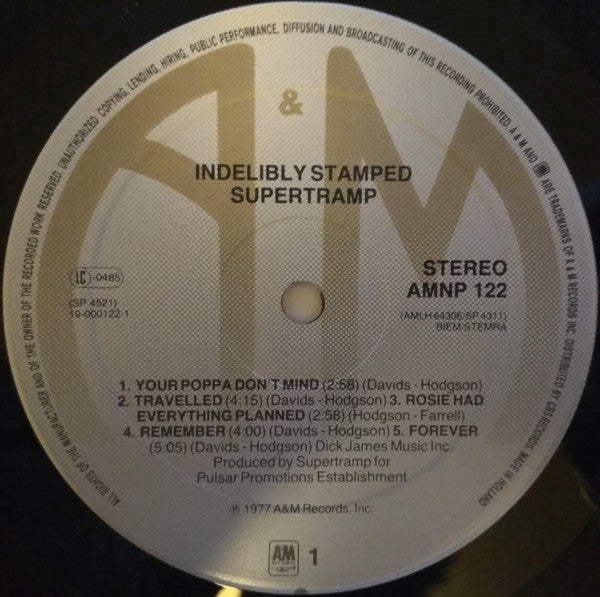 ALL RIGHTS OF THE MANUFACTURER AND OF THE OWNER OF THE RECORDED WORK RESERVED. UNAUTHORIZED COPYING, LENDING, HIRING, PUBLIC PERFORMANCE, DIFFUSION AND BROADCASTING OF THIS RECORDING PROHIBITED. A & M AND AR6 TRADEMARKS OF A & M RECORDS INC. DISTRIBUTED BY CBS RECORDS. MADE IN HOLLAND
A & M
INDELIBLY STAMPED
SUPERTRAMP
LC-0485
(SP 4521)
19-000122-1
STEREO
AMNP 122
(AMLH 64306/SP 4311)
BIEM/STEMRA
1. YOUR POPPA DON'T MIND (2:58) (Davids - Hodgson)
2. TRAVELLED (4:15) (Davids - Hodgson) 3. ROSIE HAD
EVERYTHING PLANNED (2:58) (Hodgson - Farrell)
4. REMEMBER (4:00) (Davids - Hodgson) 5. FOREVER
(5:05) (Davids - Hodgson) Dick James Music Inc.
Produced by Supertramp for
Pulsar Promotions Establishment
℗ 1977 A&M Records, Inc.
AM
1